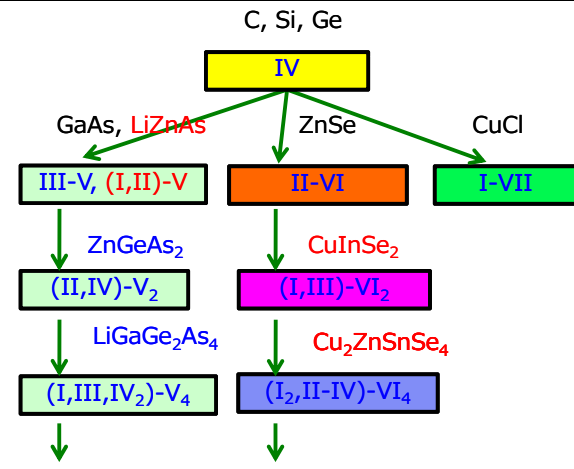 C, Si, Ge
IV
GaAs, LiZnAs
ZnSe
CuCl
III-V, (I,II)-V
II-VI
I-VII
ZnGeAs₂
CuInSe₂
(II,IV)-V₂
(I,III)-VI₂
LiGaGe₂As₄
Cu₂ZnSnSe₄
(I,III,IV₂)-V₄
(I₂,II-IV)-VI₄